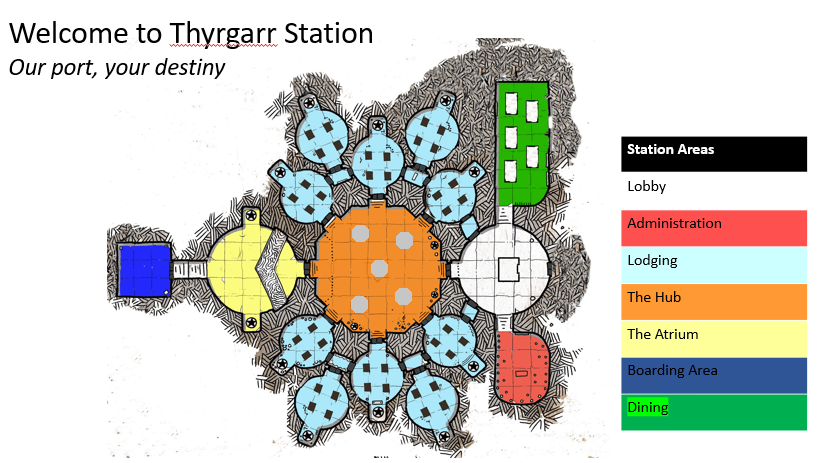 Welcome to Thyrgarr Station
Our port, your destiny
Station Areas
Lobby
Administration
Lodging
The Hub
The Atrium
Boarding Area
Dining